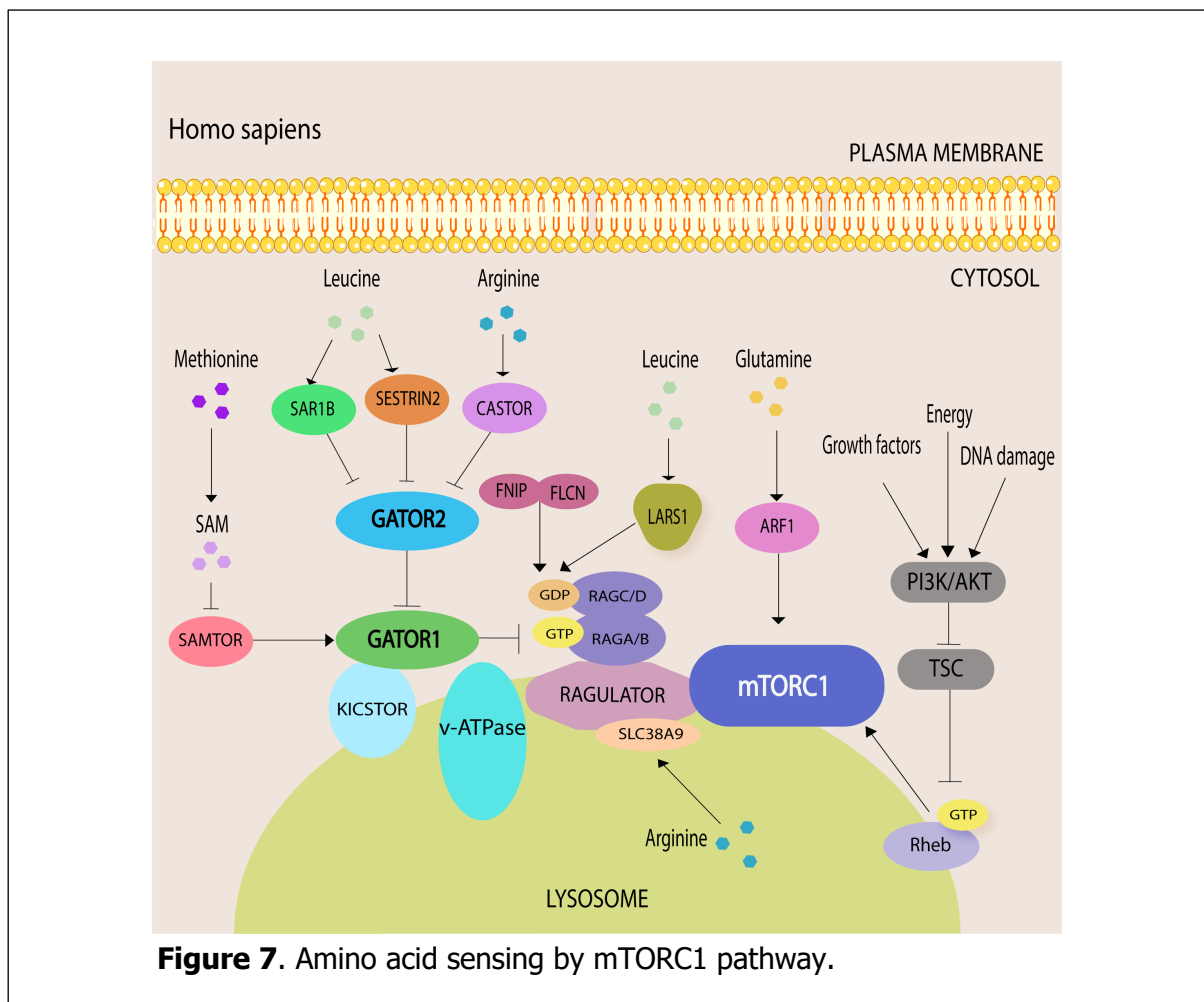 Homo sapiens
PLASMA MEMBRANE
CYTOSOL
Leucine
Arginine
Methionine
Leucine
Glutamine
SAR1B
SESTRIN2
CASTOR
Energy
Growth factors
DNA damage
FNIP
FLCN
LARS1
ARF1
SAM
GATOR2
PI3K/AKT
GDP
RAGC/D
GTP
RAGA/B
SAMTOR
GATOR1
TSC
KICSTOR
v-ATPase
RAGULATOR
mTORC1
SLC38A9
GTP
Rheb
Arginine
LYSOSOME
Figure 7. Amino acid sensing by mTORC1 pathway.